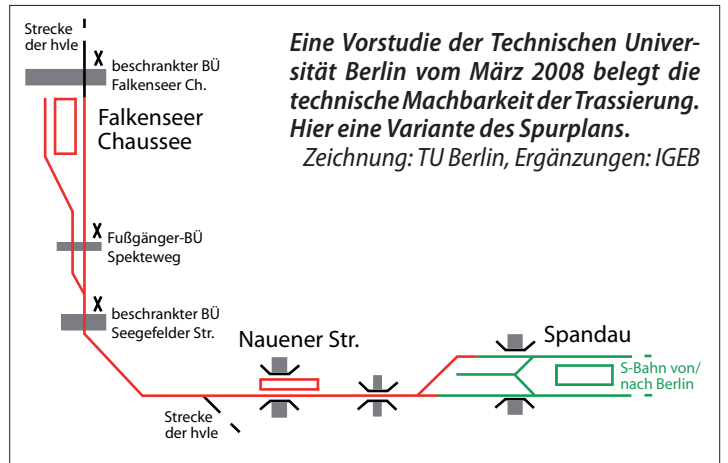 Strecke
der hvle
beschrankter BÜ
Falkenseer Ch.
Eine Vorstudie der Technischen Univer-
sität Berlin vom März 2008 belegt die
technische Machbarkeit der Trassierung.
Hier eine Variante des Spurplans.
Zeichnung: TU Berlin, Ergänzungen: IGEB
Falkenseer
Chaussee
Fußgänger-BÜ
Spekteweg
beschrankter BÜ
Seegefelder Str.
Nauener Str.
Spandau
S-Bahn von/
nach Berlin
Strecke
der hvle